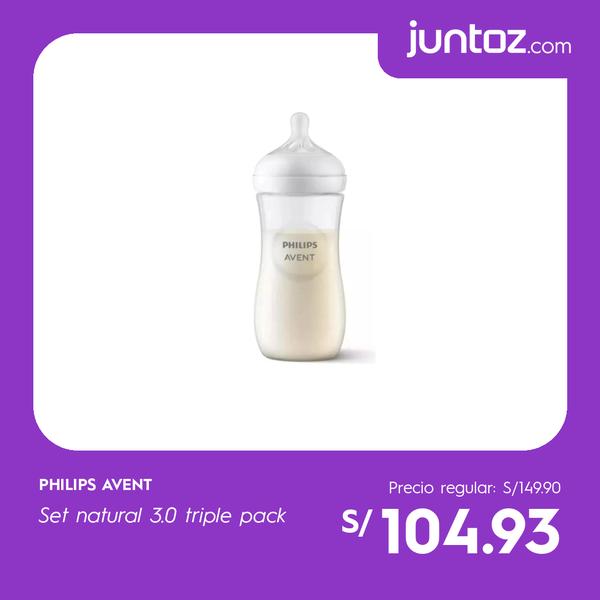 juntoz.com
PHILIPS
AVENT
PHILIPS AVENT
Set natural 3.0 triple pack
Precio regular: S/149.90
S/104.93